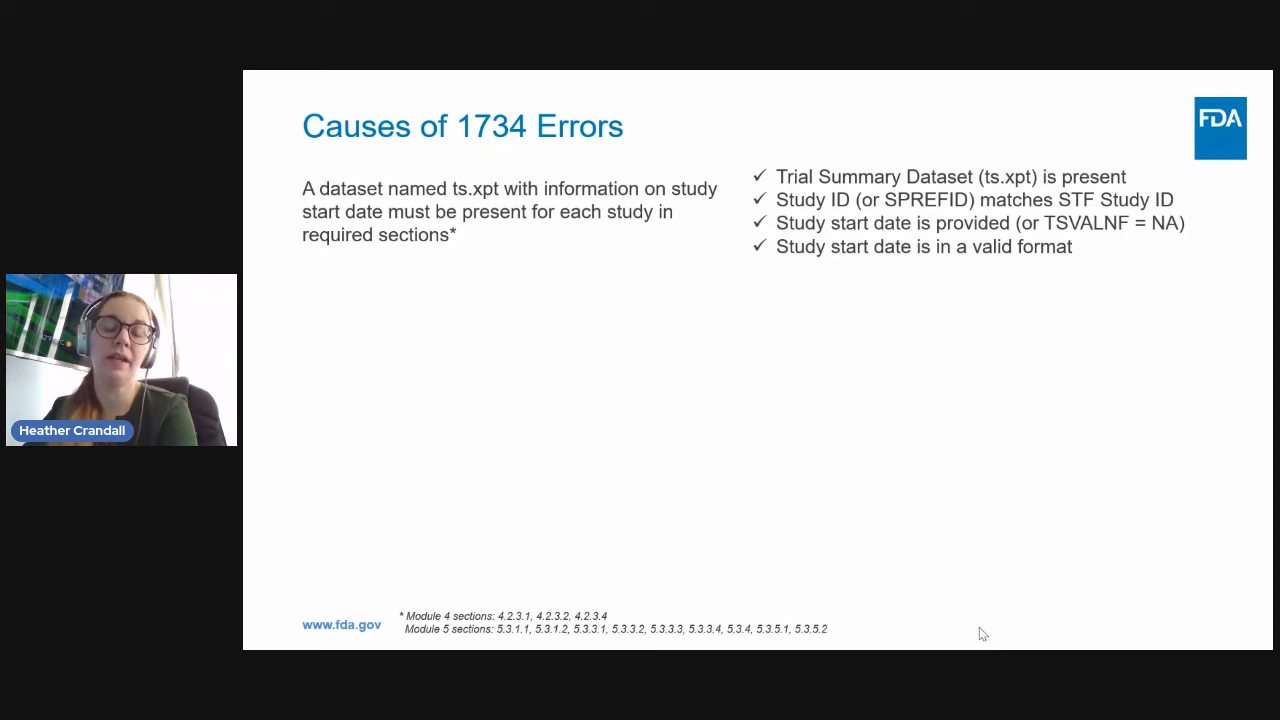 Causes of 1734 Errors
FDA
A dataset named ts.xpt with information on study
start date must be present for each study in
required sections*
✓ Trial Summary Dataset (ts.xpt) is present
✓ Study ID (or SPREFID) matches STF Study ID
✓ Study start date is provided (or TSVALNF = NA)
✓ Study start date is in a valid format
Heather Crandall
www.fda.gov
* Module 4 sections: 4.2.3.1, 4.2.3.2, 4.2.3.4
Module 5 sections: 5.3.1.1, 5.3.1.2, 5.3.3.1, 5.3.3.2, 5.3.3.3, 5.3.3.4, 5.3.4, 5.3.5.1, 5.3.5.2